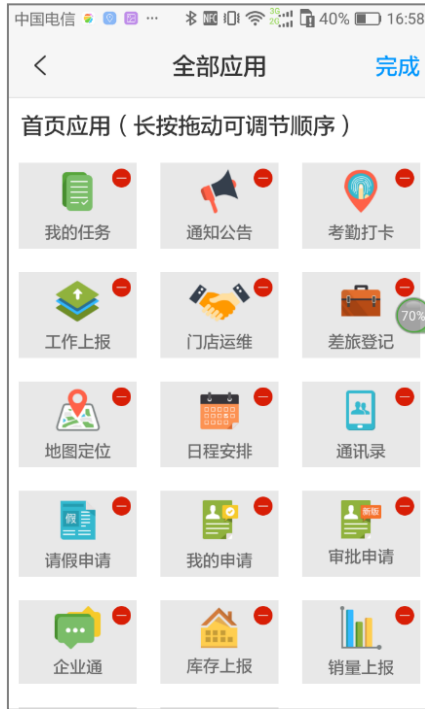 中国电信 ··· NFC 3G 2G 40% 16:58
全部应用 完成
首页应用（长按拖动可调节顺序）
我的任务 通知公告 考勤打卡
70%
工作上报 门店运维 差旅登记
地图定位 日程安排 通讯录
假 新版
请假申请 我的申请 审批申请
企业通 库存上报 销量上报